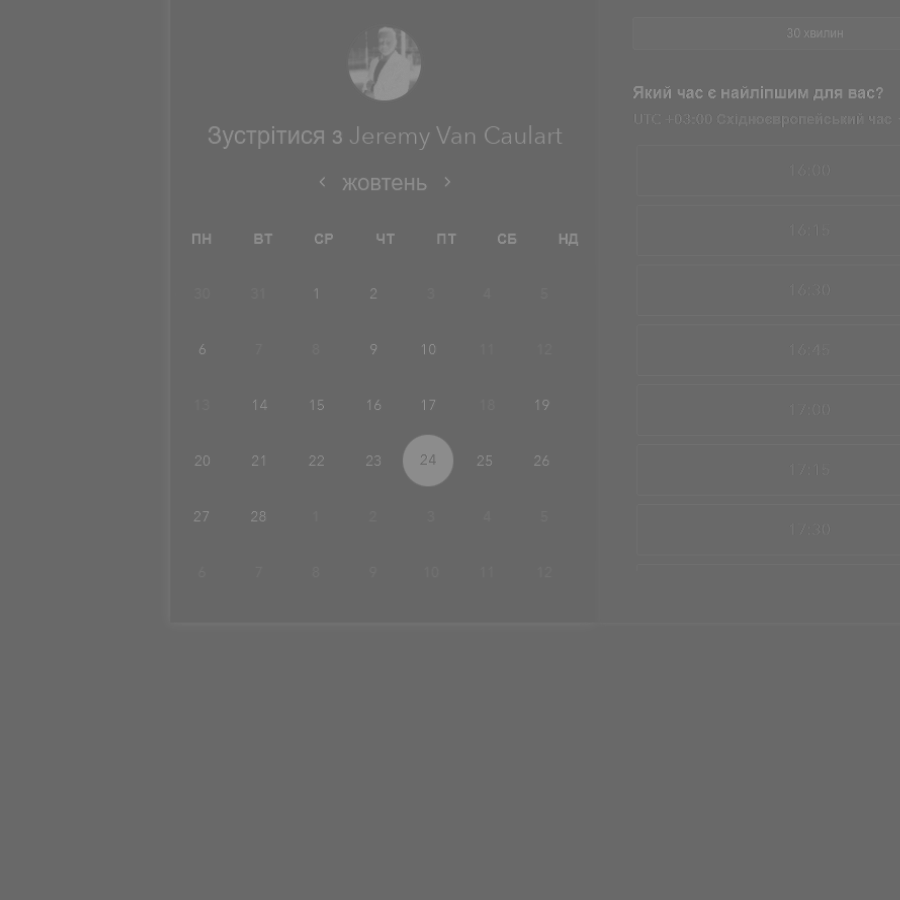 Зустрітися з Jeremy Van Caulart
жовтень
ПН ВТ СР ЧТ ПТ СБ НД
30 31 1 2 3 4 5
6 7 8 9 10 11 12
13 14 15 16 17 18 19
20 21 22 23 24 25 26
27 28 1 2 3 4 5
6 7 8 9 10 11 12
30 хвилин
Який час є найліпшим для вас?
UTC +03:00 Східноєвропейський час
16:00
16:15
16:30
16:45
17:00
17:15
17:30